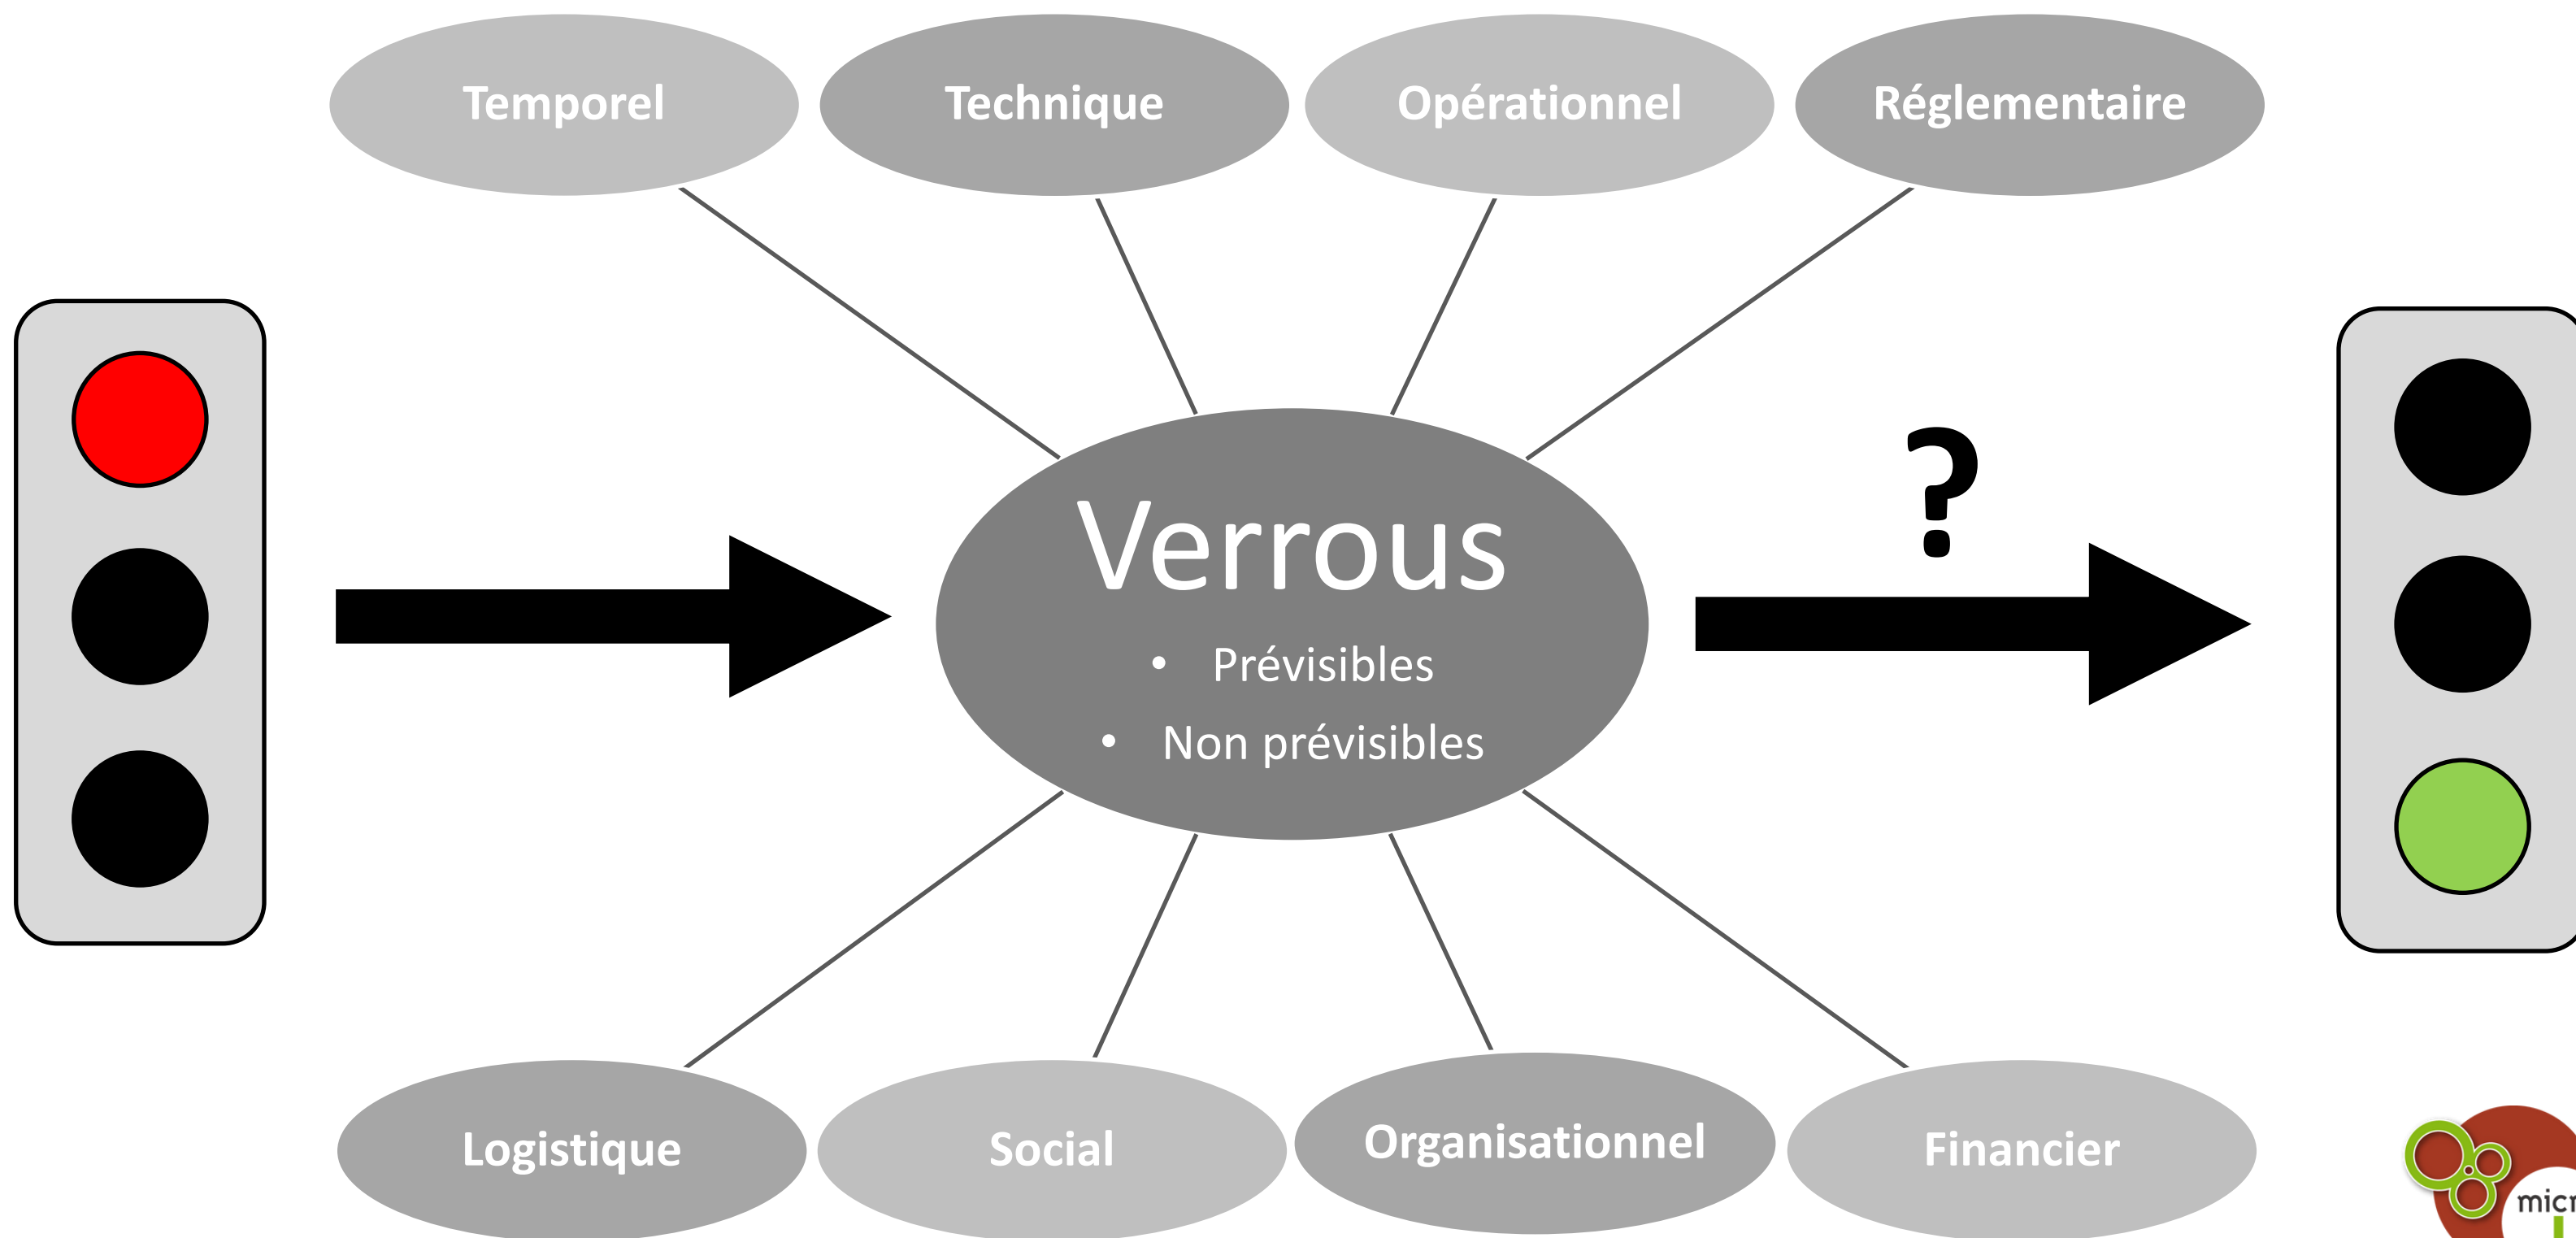 Temporel
Technique
Opérationnel
Réglementaire
?
Verrous
• Prévisibles
• Non prévisibles
Logistique
Social
Organisationnel
Financier